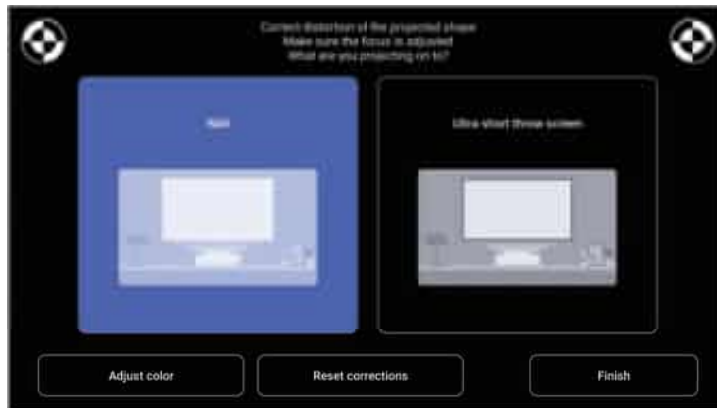 Correct distortion of the projected shape
Make sure the focus is adjusted
What are you projecting on to?
Ultra short throw screen
Adjust color
Reset corrections
Finish